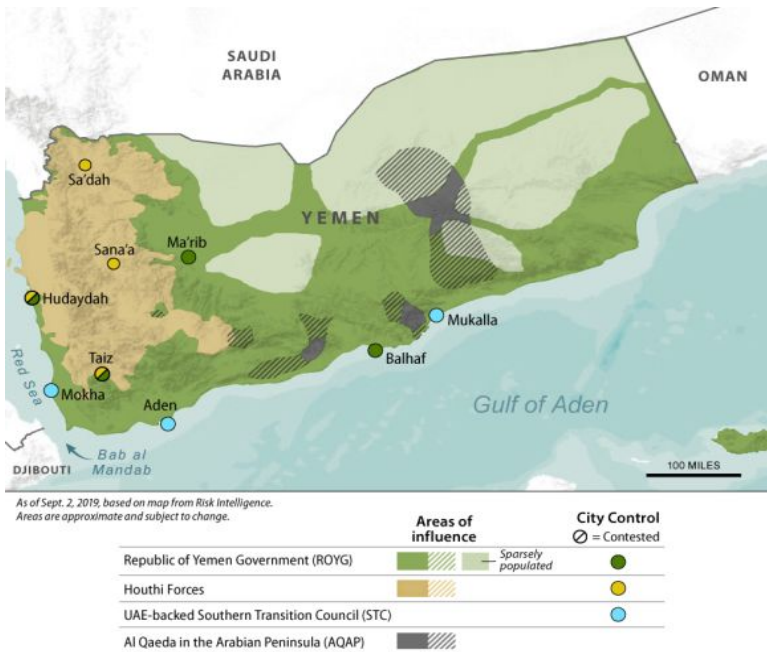 SAUDI
ARABIA
OMAN
Sa'dah
YEMEN
Sana'a
Ma'rib
Hudaydah
Mukalla
Taiz
Balhaf
Red Sea
Mokha
Aden
Gulf of Aden
Bab al
Mandab
DJIBOUTI
100 MILES
As of Sept. 2, 2019, based on map from Risk Intelligence.
Areas are approximate and subject to change.
Areas of
influence
City Control
= Contested
Republic of Yemen Government (ROYG)
Sparsely
populated
Houthi Forces
UAE-backed Southern Transition Council (STC)
Al Qaeda in the Arabian Peninsula (AQAP)